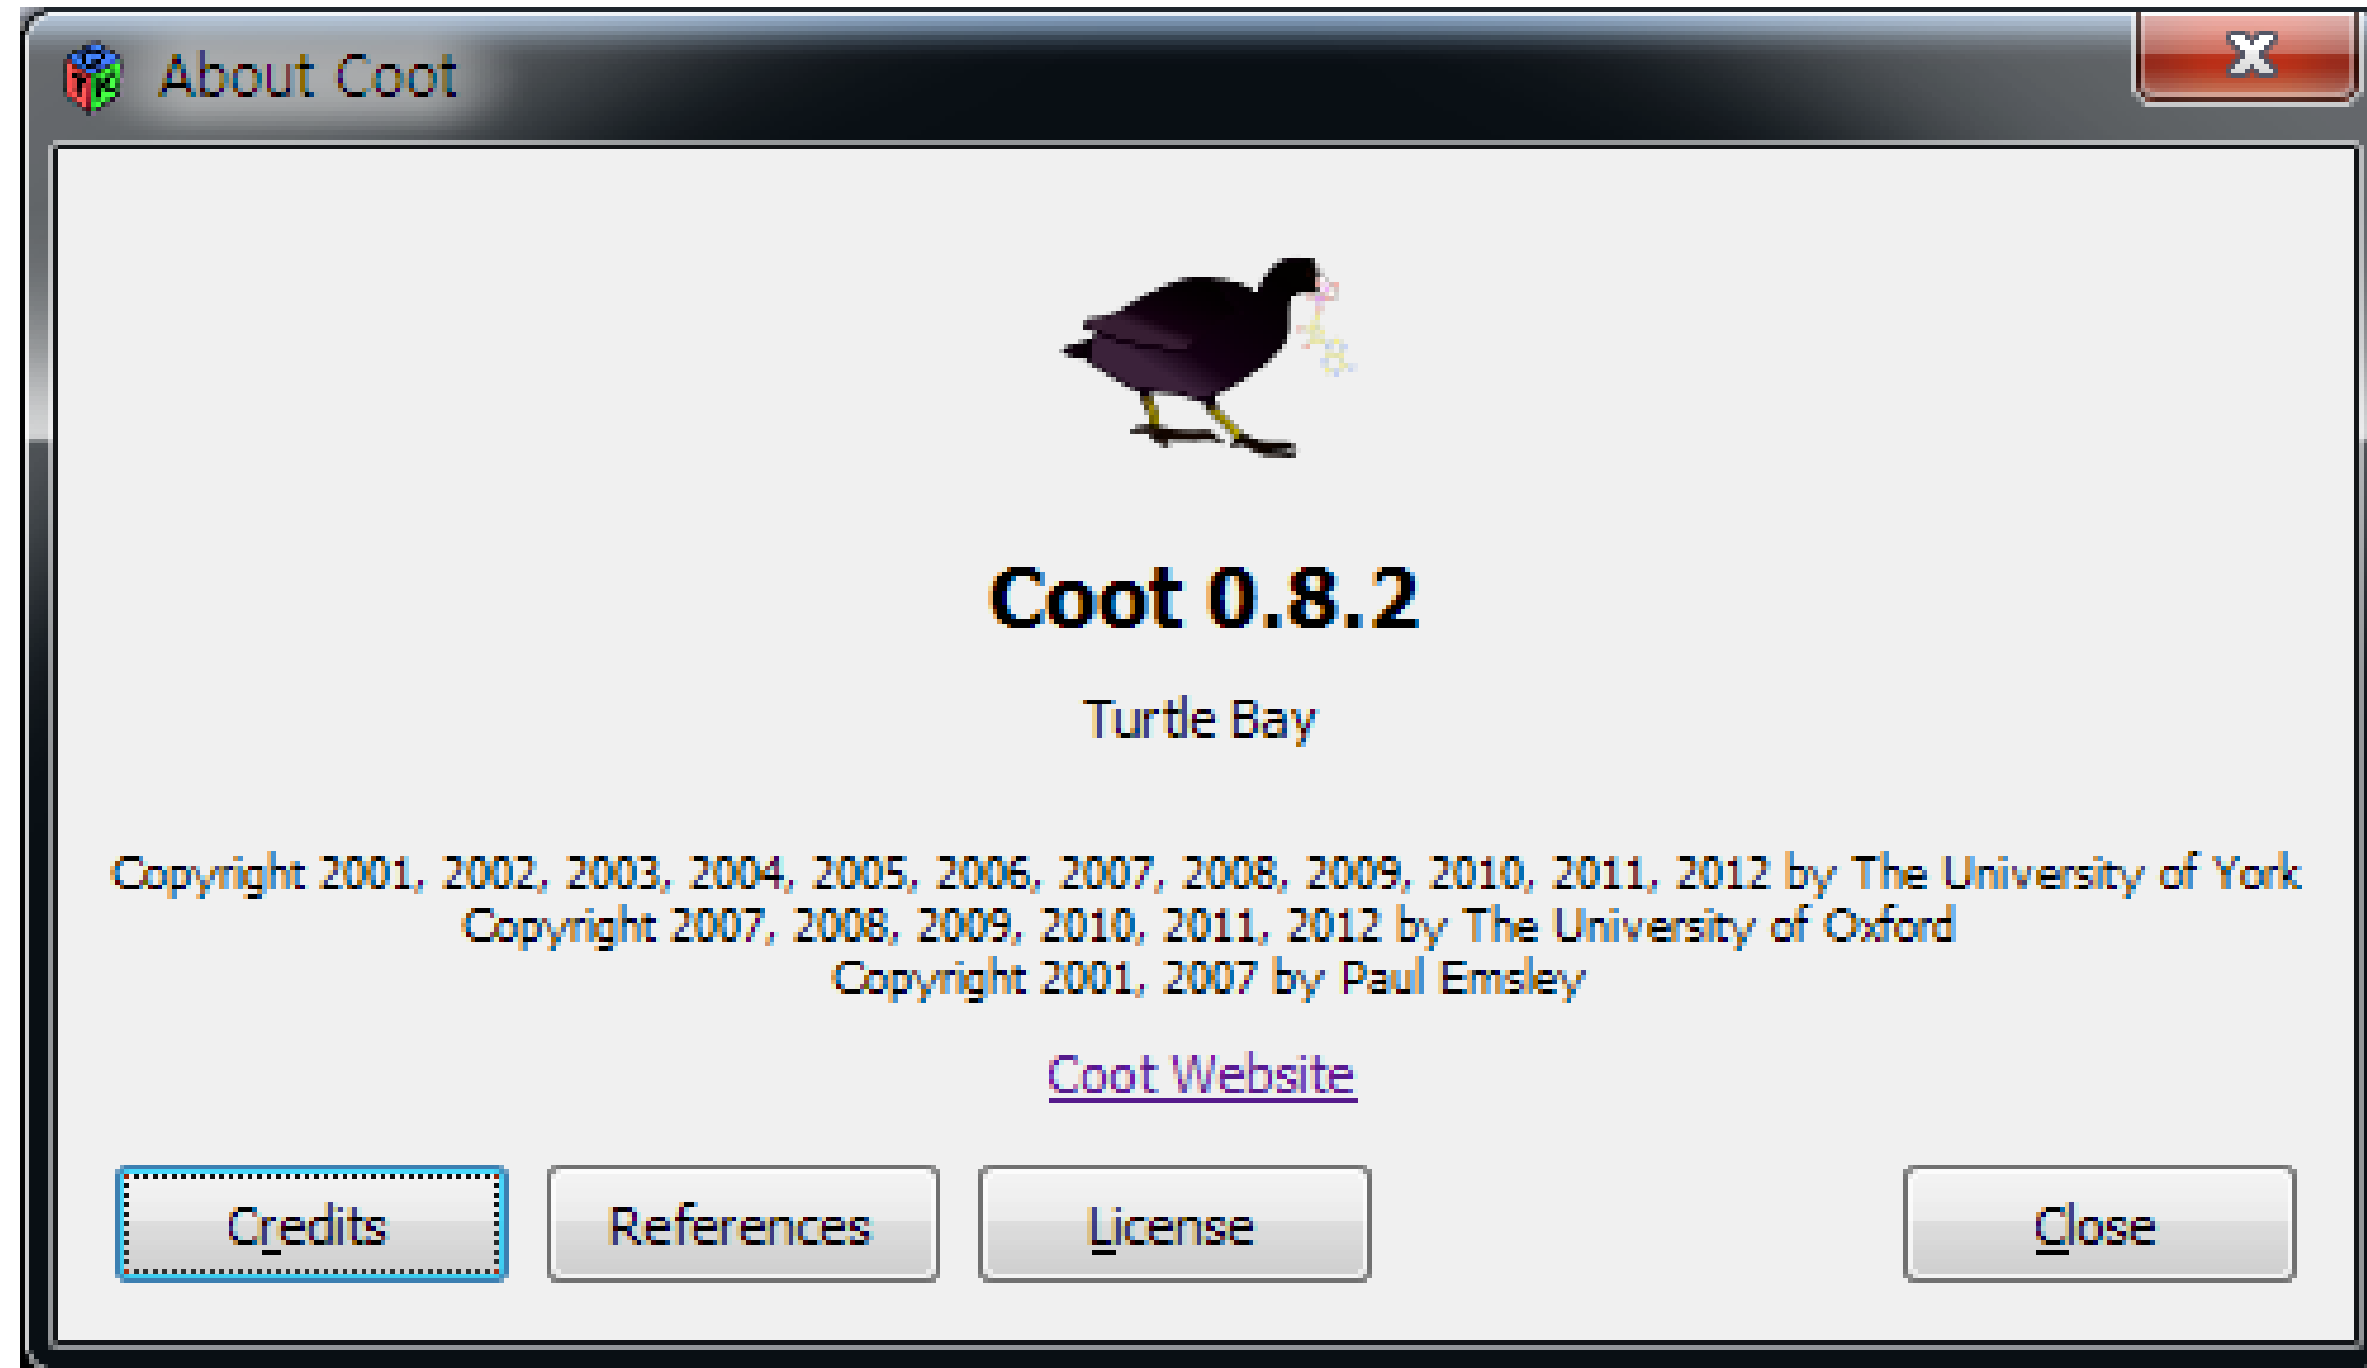 About Coot
Coot 0.8.2
Turtle Bay
Copyright 2001, 2002, 2003, 2004, 2005, 2006, 2007, 2008, 2009, 2010, 2011, 2012 by The University of York
Copyright 2007, 2008, 2009, 2010, 2011, 2012 by The University of Oxford
Copyright 2001, 2007 by Paul Emsley
Coot Website
Credits
References
License
Close